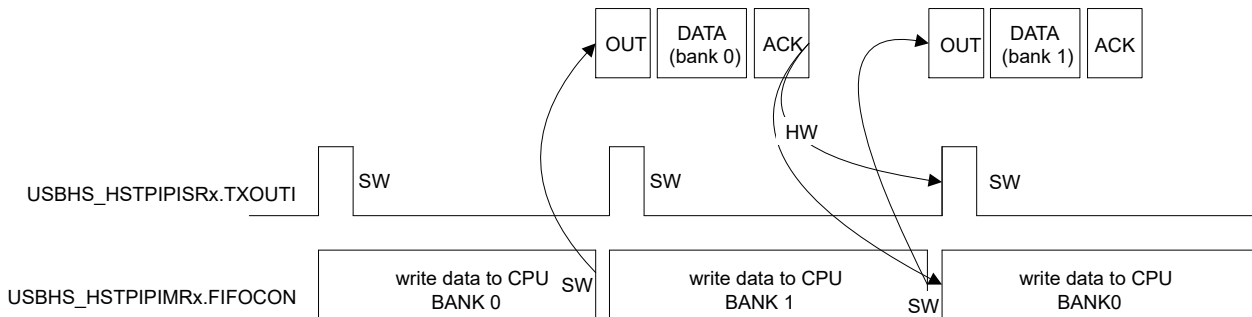 OUT
DATA
(bank 0)
ACK
OUT
DATA
(bank 1)
ACK
HW
USBHS_HSTPIPISRx.TXOUTI
SW
SW
SW
USBHS_HSTPIPIMRx.FIFOCON
write data to CPU
BANK 0
SW
write data to CPU
BANK 1
SW
write data to CPU
BANK0